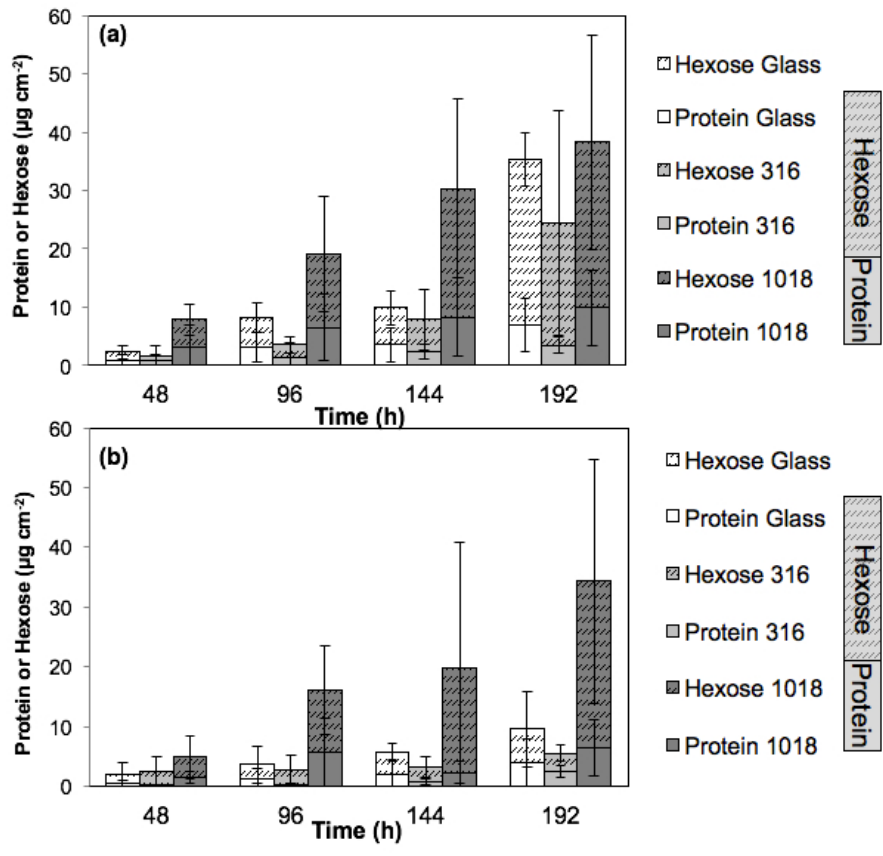 (a)
Protein or Hexose (µg cm⁻²)
60
50
40
30
20
10
0
48 96 144 192
Time (h)
Hexose Glass
Protein Glass
Hexose 316
Protein 316
Hexose 1018
Protein 1018
Hexose
Protein
(b)
Protein or Hexose (µg cm⁻²)
60
50
40
30
20
10
0
48 96 144 192
Time (h)
Hexose Glass
Protein Glass
Hexose 316
Protein 316
Hexose 1018
Protein 1018
Hexose
Protein